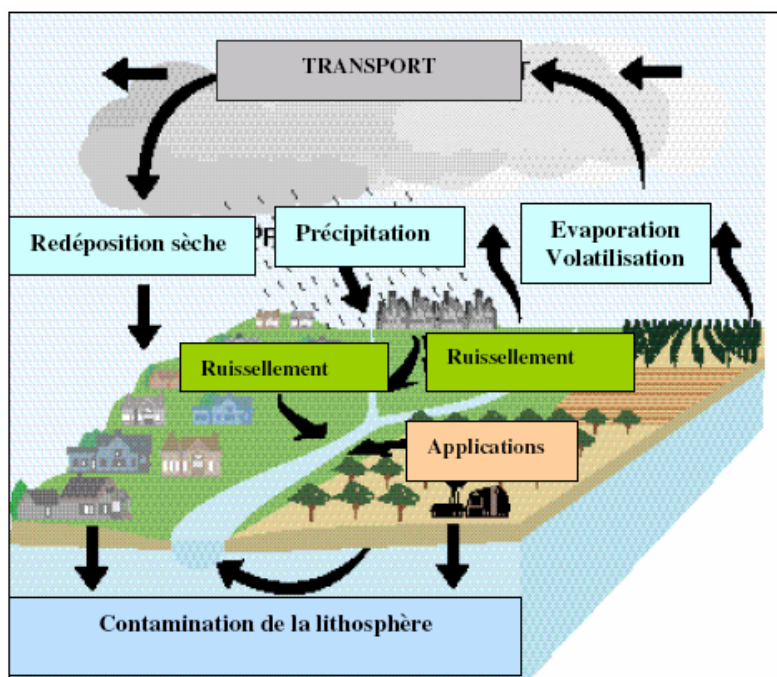 TRANSPORT
Redéposition sèche
Précipitation
Evaporation
Volatilisation
Ruissellement
Ruissellement
Applications
Contamination de la lithosphère